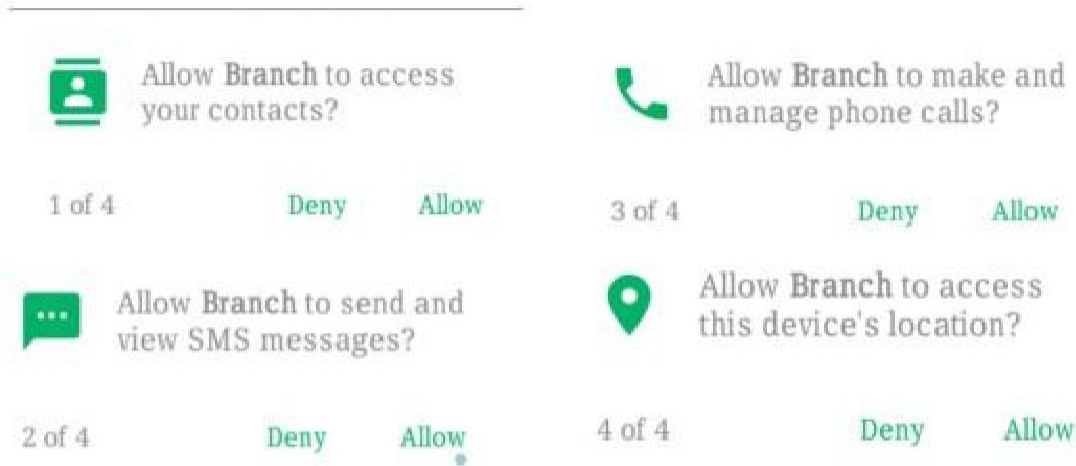 Allow Branch to access
your contacts?
1 of 4 Deny Allow
Allow Branch to send and
view SMS messages?
2 of 4 Deny Allow
Allow Branch to make and
manage phone calls?
3 of 4 Deny Allow
Allow Branch to access
this device's location?
4 of 4 Deny Allow